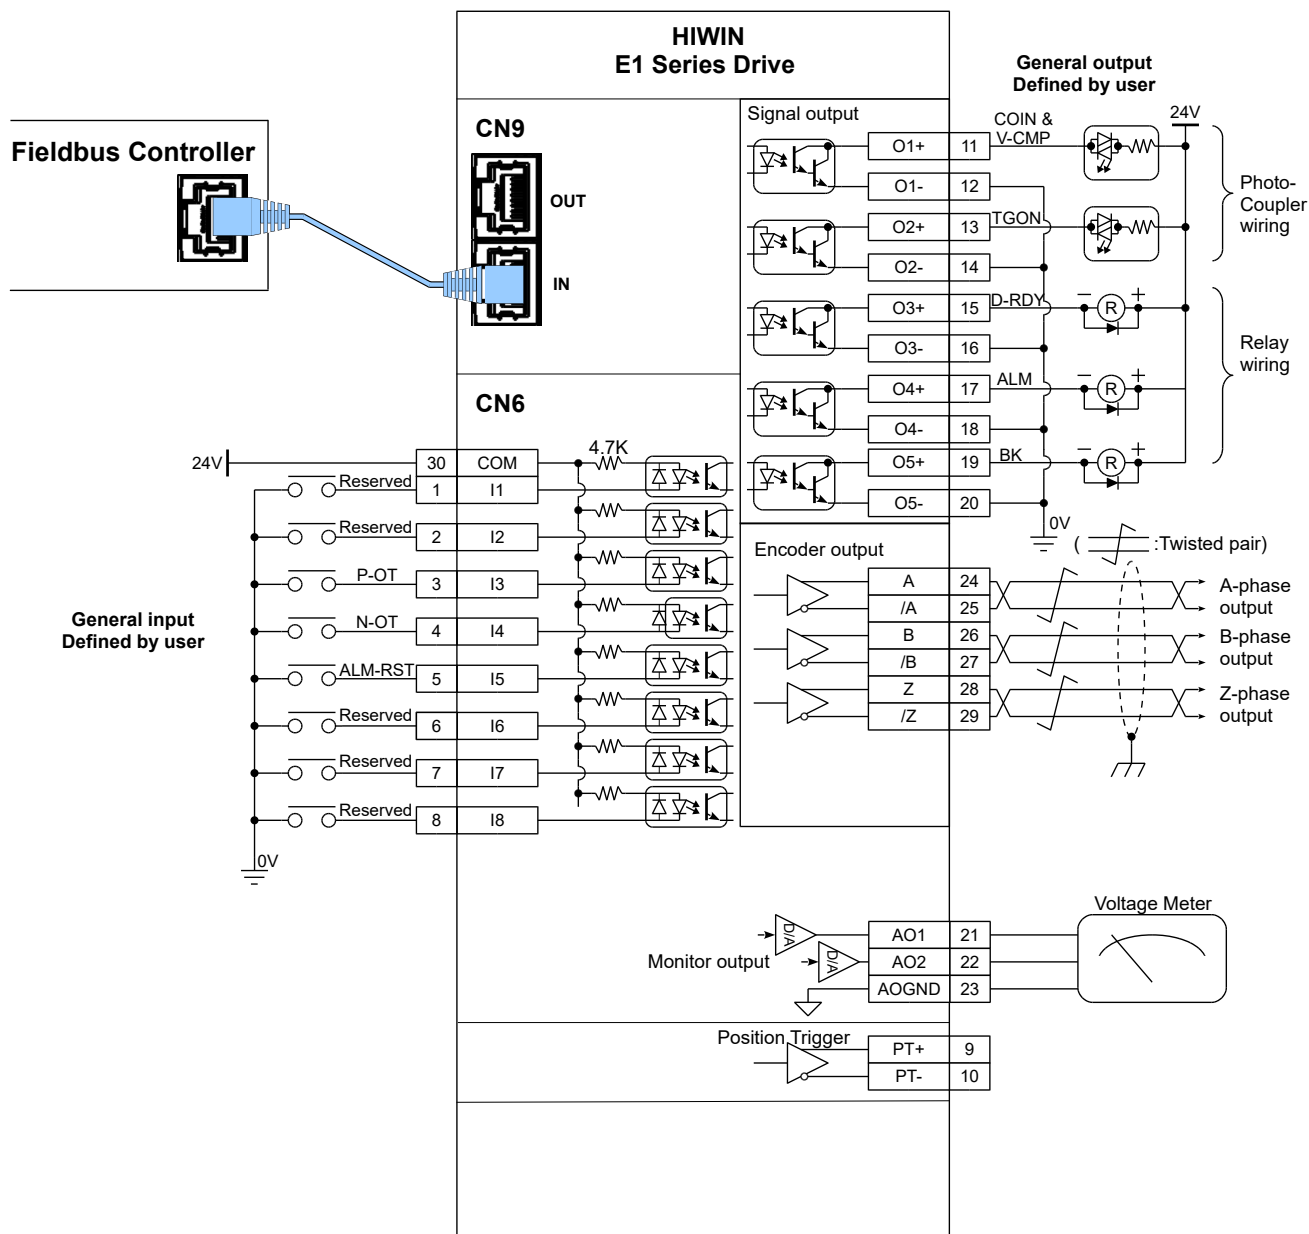 HIWIN
E1 Series Drive
Fieldbus Controller
CN9
OUT
IN
Signal output
General output
Defined by user
24V
O1+ 11 COIN &
V-CMP
O1- 12
O2+ 13 TGON
O2- 14
O3+ 15 D-RDY
O3- 16
O4+ 17 ALM
O4- 18
O5+ 19 BK
O5- 20
- R +
- R +
- R +
Photo-
Coupler
wiring
Relay
wiring
0V
( :Twisted pair)
CN6
4.7K
24V 30 COM
Reserved 1 I1
Reserved 2 I2
P-OT 3 I3
N-OT 4 I4
ALM-RST 5 I5
Reserved 6 I6
Reserved 7 I7
Reserved 8 I8
0V
General input
Defined by user
Encoder output
A 24
/A 25
B 26
/B 27
Z 28
/Z 29
A-phase
output
B-phase
output
Z-phase
output
Monitor output
D/A
D/A
AO1 21
AO2 22
AOGND 23
Voltage Meter
Position Trigger
PT+ 9
PT- 10